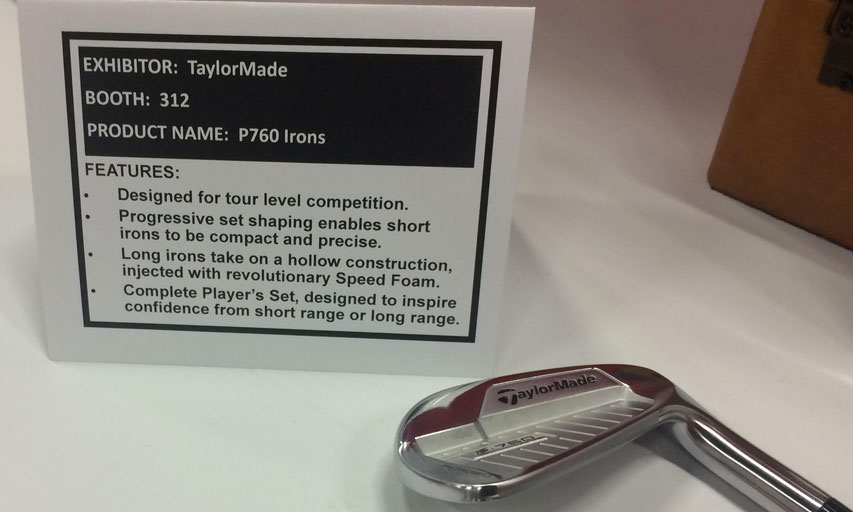 EXHIBITOR: TaylorMade
BOOTH: 312
PRODUCT NAME: P760 Irons
FEATURES:
• Designed for tour level competition.
• Progressive set shaping enables short
irons to be compact and precise.
• Long irons take on a hollow construction,
injected with revolutionary Speed Foam.
• Complete Player's Set, designed to inspire
confidence from short range or long range.
TaylorMade
P·760